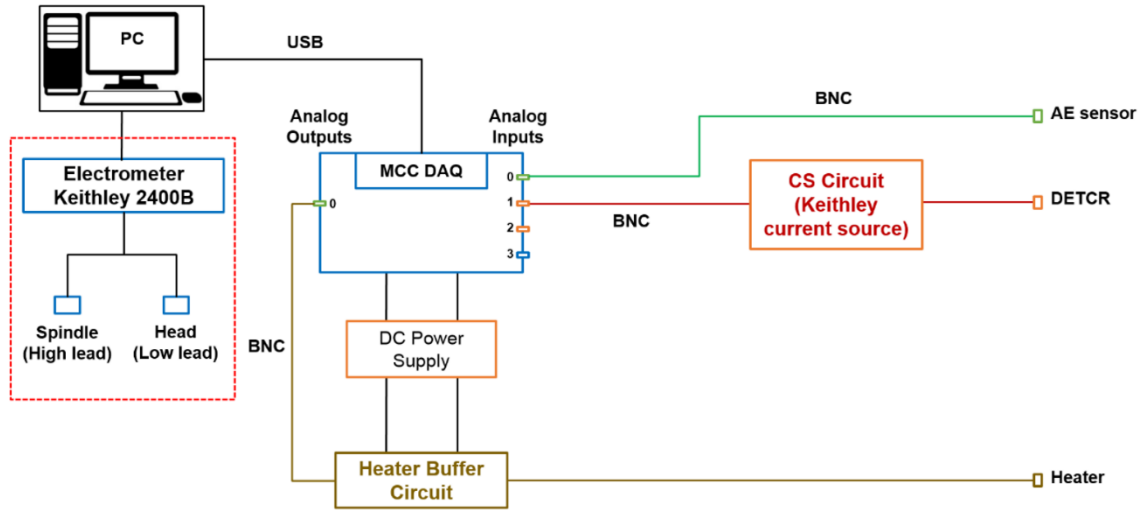 PC
USB
BNC
AE sensor
Analog
Outputs
Analog
Inputs
MCC DAQ
Electrometer
Keithley 2400B
0
0
1
2
3
BNC
CS Circuit
(Keithley
current source)
DETCR
Spindle
(High lead)
Head
(Low lead)
BNC
DC Power
Supply
Heater Buffer
Circuit
Heater